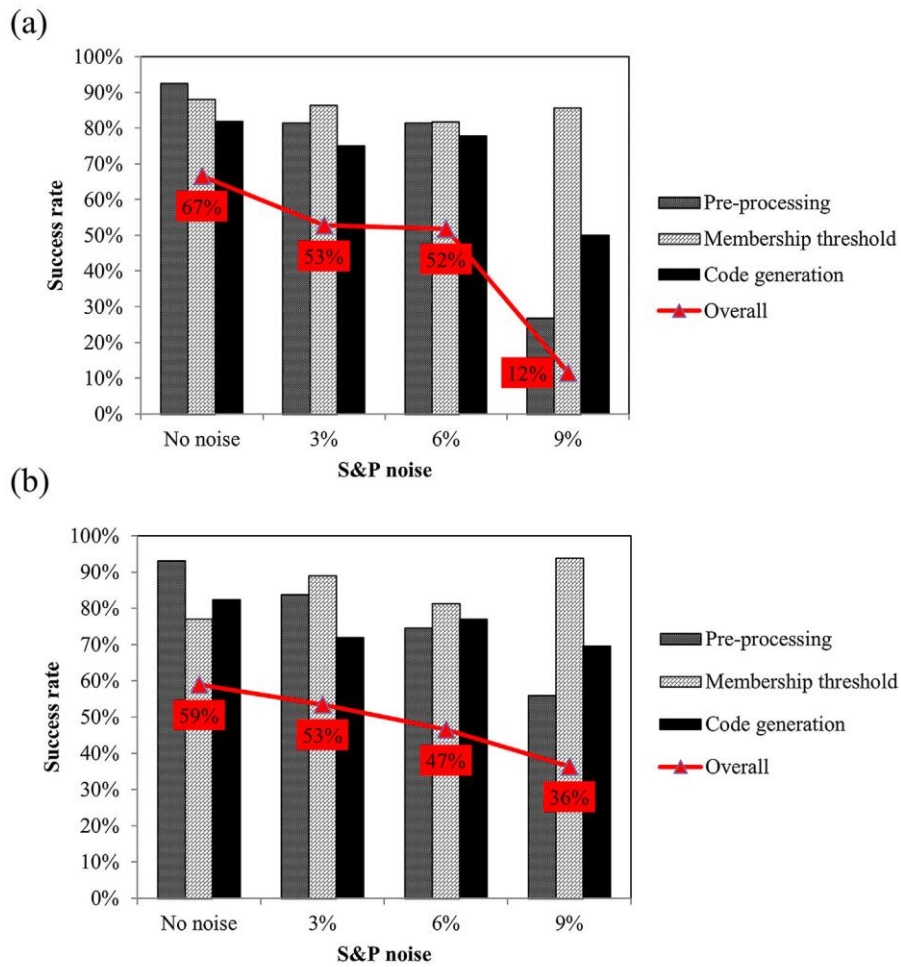 (a)
100%
90%
80%
70%
60%
50%
40%
30%
20%
10%
0%
Success rate
67%
53%
52%
12%
No noise 3% 6% 9%
S&P noise
Pre-processing
Membership threshold
Code generation
Overall
(b)
100%
90%
80%
70%
60%
50%
40%
30%
20%
10%
0%
Success rate
59%
53%
47%
36%
No noise 3% 6% 9%
S&P noise
Pre-processing
Membership threshold
Code generation
Overall